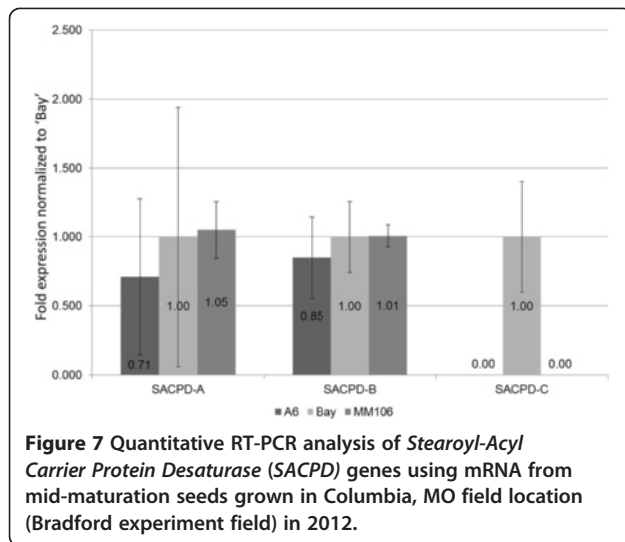 2.500
2.000
1.500
1.000
0.500
0.000
Fold expression normalized to 'Bay'
0.71
1.00
1.05
0.85
1.00
1.01
0.00
1.00
0.00
SACPD-A
SACPD-B
SACPD-C
A6 Bay MM106
Figure 7 Quantitative RT-PCR analysis of Stearoyl-Acyl
Carrier Protein Desaturase (SACPD) genes using mRNA from
mid-maturation seeds grown in Columbia, MO field location
(Bradford experiment field) in 2012.